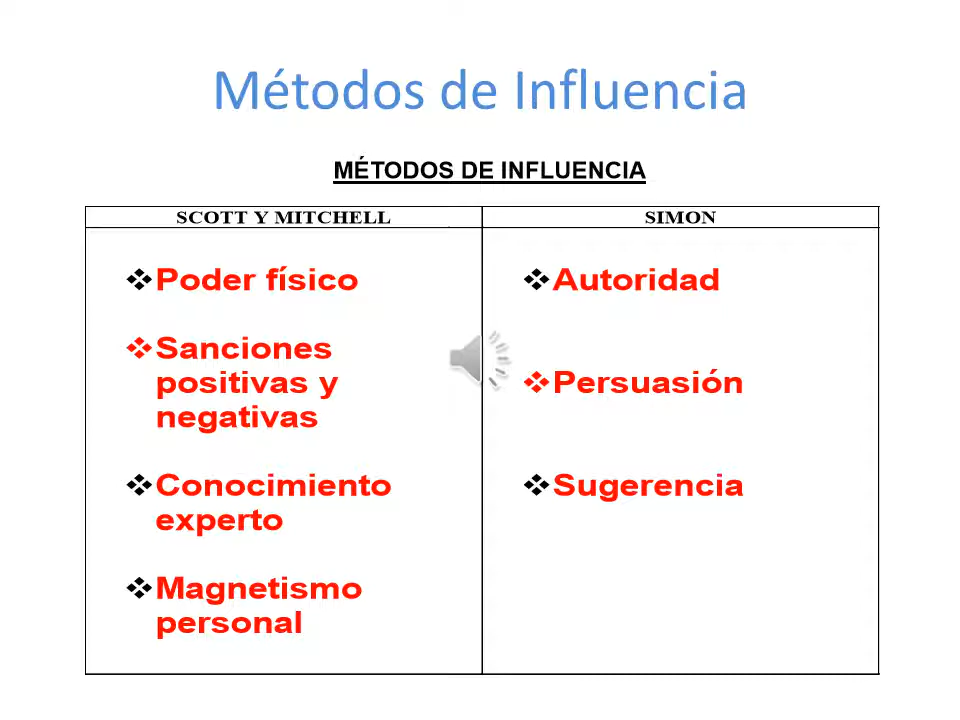 Métodos de Influencia
MÉTODOS DE INFLUENCIA
SCOTT Y MITCHELL
SIMON
Poder físico
Sanciones
positivas y
negativas
Conocimiento
experto
Magnetismo
personal
Autoridad
Persuasión
Sugerencia